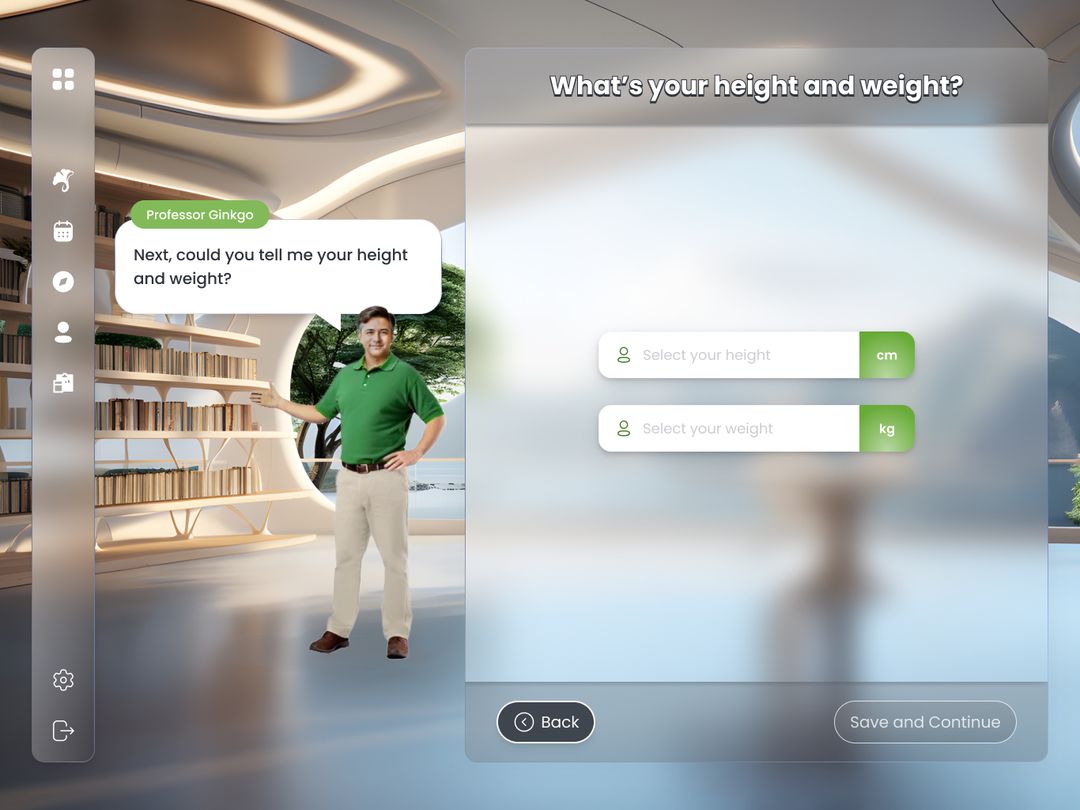 What's your height and weight?
Professor Ginkgo
Next, could you tell me your height
and weight?
Select your height
cm
Select your weight
kg
Back
Save and Continue